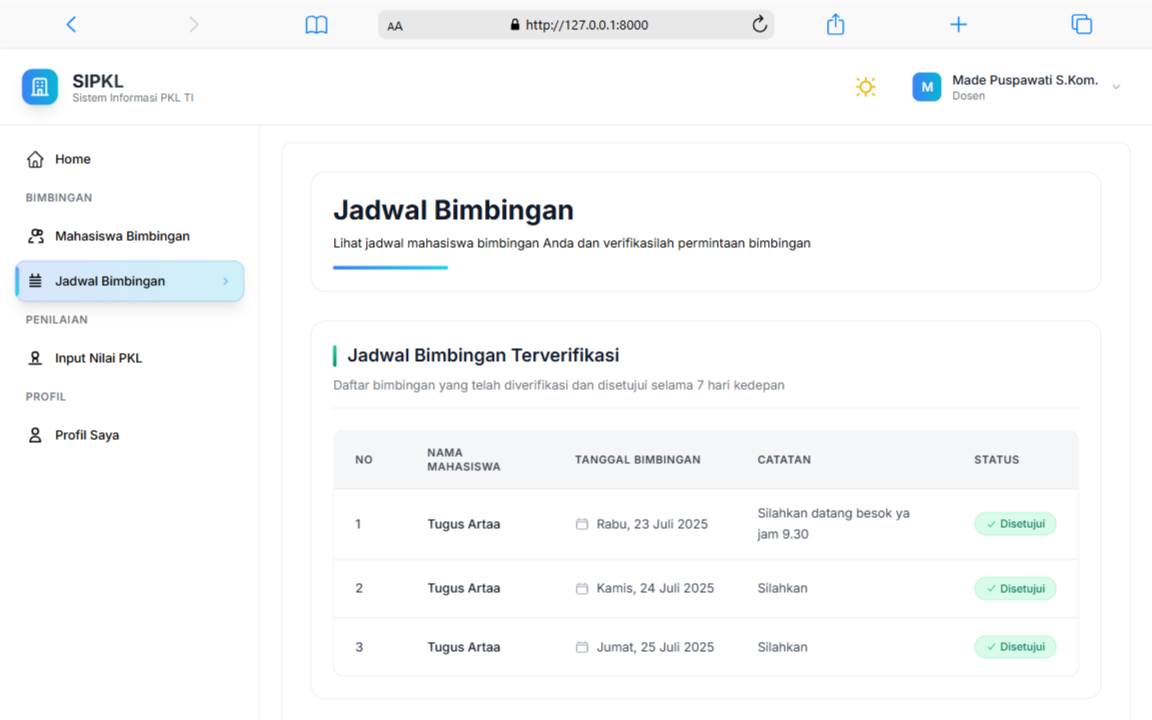 AA
http://127.0.0.1:8000
SIPKL
Sistem Informasi PKL TI
M
Made Puspawati S.Kom.
Dosen
Home
BIMBINGAN
Mahasiswa Bimbingan
Jadwal Bimbingan
PENILAIAN
Input Nilai PKL
PROFIL
Profil Saya
Jadwal Bimbingan
Lihat jadwal mahasiswa bimbingan Anda dan verifikasilah permintaan bimbingan
Jadwal Bimbingan Terverifikasi
Daftar bimbingan yang telah diverifikasi dan disetujui selama 7 hari kedepan
NO
NAMA
MAHASISWA
TANGGAL BIMBINGAN
CATATAN
STATUS
1
Tugus Artaa
Rabu, 23 Juli 2025
Silahkan datang besok ya
jam 9.30
Disetujui
2
Tugus Artaa
Kamis, 24 Juli 2025
Silahkan
Disetujui
3
Tugus Artaa
Jumat, 25 Juli 2025
Silahkan
Disetujui